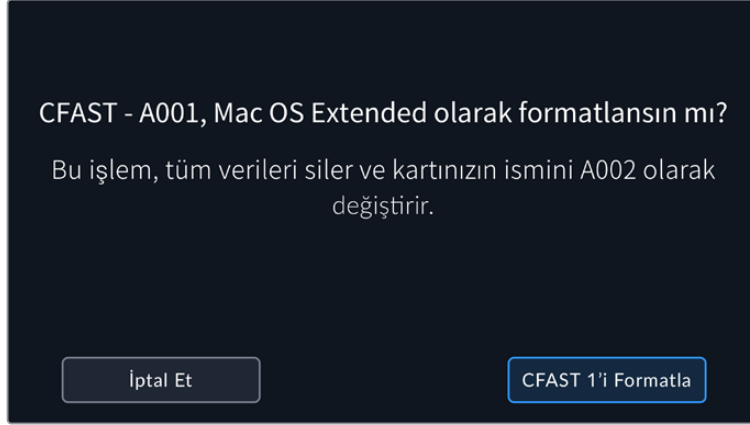 CFAST - A001, Mac OS Extended olarak formatlansın mı?
Bu işlem, tüm verileri siler ve kartınızın ismini A002 olarak
değiştirir.
İptal Et
CFAST 1’i Formatla